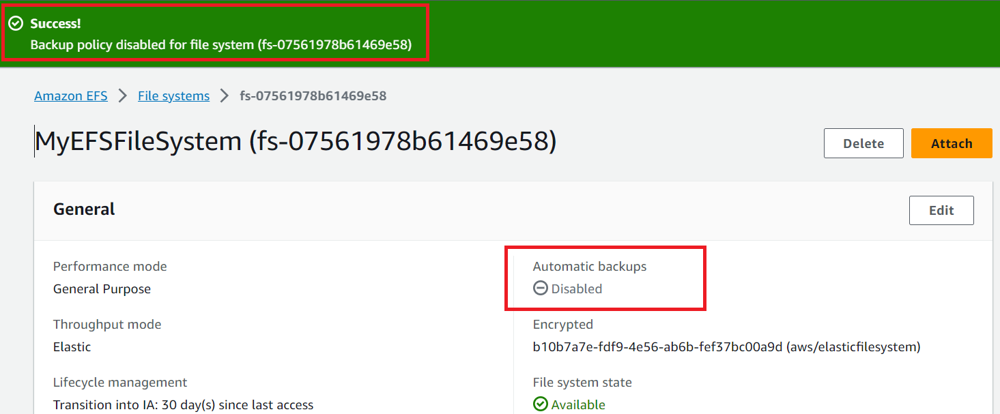 Success!
Backup policy disabled for file system (fs-07561978b61469e58)
Amazon EFS File systems fs-07561978b61469e58
MyEFSFileSystem (fs-07561978b61469e58)
Delete
Attach
General
Edit
Performance mode
General Purpose
Automatic backups
Disabled
Throughput mode
Elastic
Encrypted
b10b7a7e-fdf9-4e56-ab6b-fef37bc00a9d (aws/elasticfilesystem)
Lifecycle management
Transition into IA: 30 day(s) since last access
File system state
Available